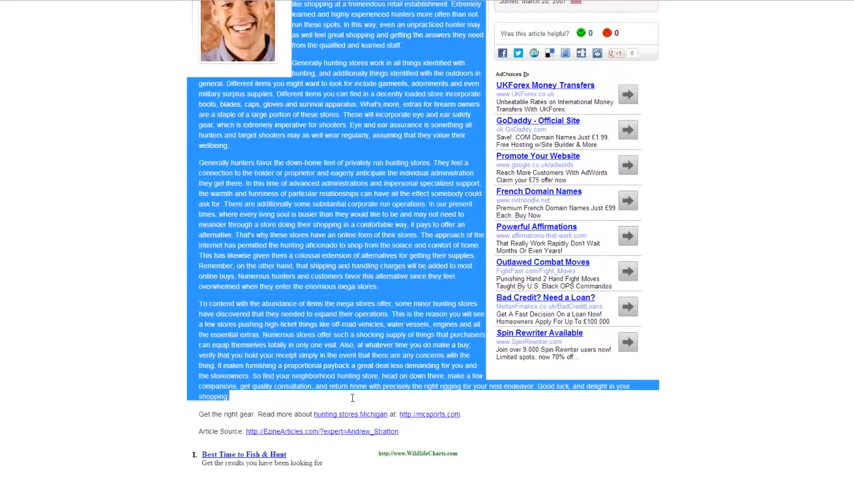 like shopping at a tremendous retail establishment. Extremely
learned and highly experienced hunters more often than not
run these spots. In this way, even an unpracticed hunter may
as well feel great shopping and getting the answers they need
from the qualified and learned staff.
Generally hunting stores work in all things identified with
hunting, and additionally things identified with the outdoors in
general. Different items you might want to look for include garments, adornments and even
military surplus supplies. Different items you can find in a decently loaded store incorporate
boots, blades, caps, gloves and survival apparatus. What's more, extras for firearm owners
are a staple of a large portion of these stores. These will incorporate eye and ear safety
gear, which is extremely imperative for shooters. Eye and ear assurance is something all
hunters and target shooters may as well wear regularly, assuming that they value their
wellbeing.
Generally hunters favor the down-home feel of privately run hunting stores. They feel a
connection to the holder or proprietor and eagerly anticipate the individual administration
they get there. In this time of advanced administrations and impersonal specialized support,
the warmth and funniness of particular relationships can have all the effect somebody could
ask for. There are additionally some substantial corporate run operations. In our present
times, where every living soul is busier than they would like to be and may not need to
meander through a store doing their shopping in a comfortable way, it pays to offer an
alternative. That's why these stores have an online form of their store. The approach of the
Internet has permitted the hunting aficionado to shop from the solace and comfort of home.
This has likewise given them a colossal extension of alternatives for getting their supplies.
Remember, on the other hand, that shipping and handling charges will be added to most
online buys. Numerous hunters and customers favor this alternative since they feel
overwhelmed when they enter the enormous mega stores.
To contend with the abundance of items the mega stores offer, some minor hunting stores
have discovered that they needed to expand their operations. This is the reason you will see
a few stores pushing high-ticket things like off-road vehicles, water vessels, engines and all
the essential extras. Numerous stores offer such a shocking supply of things that purchasers
can equip themselves totally in only one visit. Also, at whatever time you do make a buy,
verify that you hold your receipt simply in the event that there are any concerns with the
thing. It makes furnishing a proportional payback a great deal less demanding for you and
the storeowners. So find your neighborhood hunting store, head on down there, make a few
companions, get quality consultation, and return home with precisely the right rigging for your next endeavor. Good luck, and delight in your
shopping.
Get the right gear. Read more about hunting stores Michigan at: http://mcsports.com
Article Source: http://EzineArticles.com/?expert=Andrew_Stratton
1. Best Time to Fish & Hunt
Get the results you have been looking for
http://www.WildlifeCharts.com
Joined: March 20, 2007
Was this article helpful? 0 0
g+1 0
AdChoices
UKForex Money Transfers
www.UKForex.co.uk
Unbeatable Rates on International Money
Transfers With UKForex
GoDaddy - Official Site
uk.GoDaddy.com
Save! .COM Domain Names Just £1.99.
Free Hosting w/Site Builder & More.
Promote Your Website
www.google.co.uk/adwords
Reach More Customers With AdWords
Claim your £75 offer now
French Domain Names
Premium French Domain Names Just £99
Each. Buy Now
Powerful Affirmations
www.affirmations-that-work.com
That Really Work Rapidly Don't Wait
Months Or Even Years!
Outlawed Combat Moves
FightFast.com/Fight_Moves
Punishing Hand 2 Hand Fight Moves
Taught By U.S. Black OPS Commandos
Bad Credit? Need a Loan?
NortonFinance.co.uk/BadCreditLoans
Get A Fast Decision On a Loan Now!
Homeowners Apply For Up To £100,000
Spin Rewriter Available
www.SpinRewriter.com
Join over 9,000 Spin Rewriter users now!
Limited spots, now 70% off...